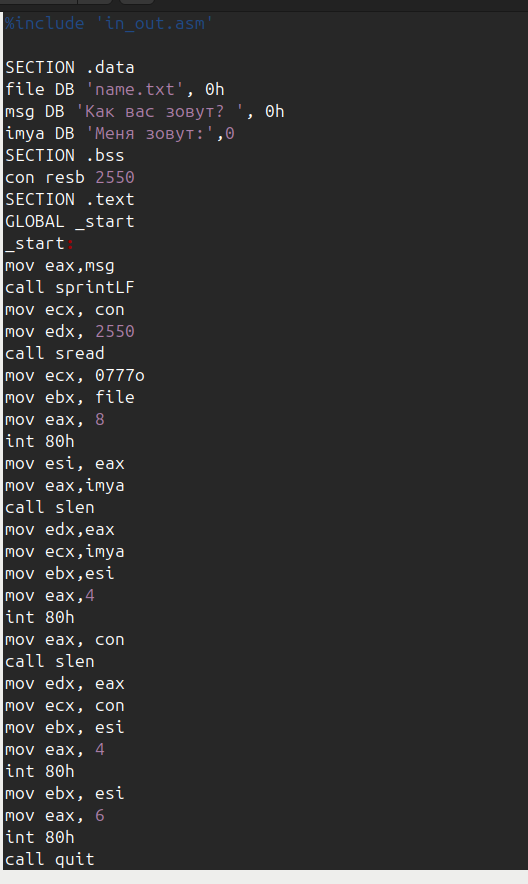 %include 'in_out.asm'
SECTION .data
file DB 'name.txt', 0h
msg DB 'Как вас зовут? ', 0h
imya DB 'Меня зовут:',0
SECTION .bss
con resb 2550
SECTION .text
GLOBAL _start
_start:
mov eax,msg
call sprintLF
mov ecx, con
mov edx, 2550
call sread
mov ecx, 0777o
mov ebx, file
mov eax, 8
int 80h
mov esi, eax
mov eax,imya
call slen
mov edx,eax
mov ecx,imya
mov ebx,esi
mov eax,4
int 80h
mov eax, con
call slen
mov edx, eax
mov ecx, con
mov ebx, esi
mov eax, 4
int 80h
mov ebx, esi
mov eax, 6
int 80h
call quit